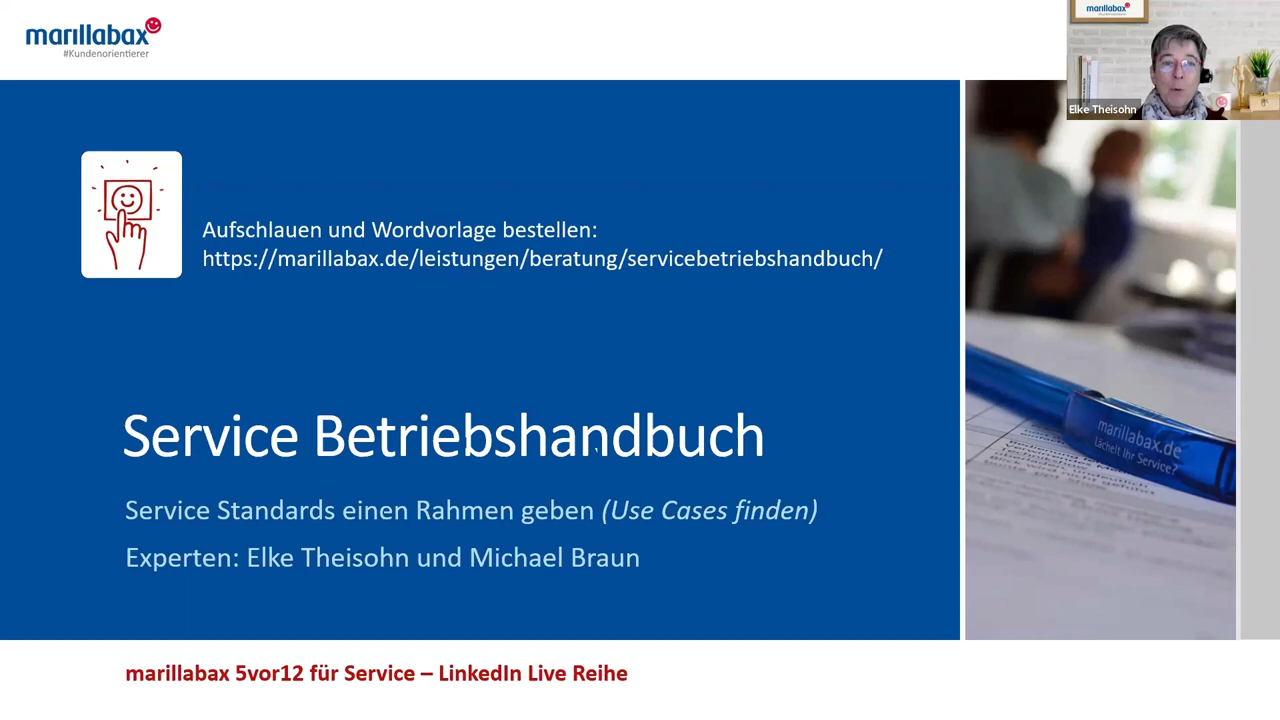 marillabax
#Kundenorientierer
marillabax
Elke Theisohn
Aufschlauen und Wordvorlage bestellen:
https://marillabax.de/leistungen/beratung/servicebetriebshandbuch/
Service Betriebshandbuch
Service Standards einen Rahmen geben (Use Cases finden)
Experten: Elke Theisohn und Michael Braun
marillabax.de
Lächelt Ihr Service?
marillabax 5vor12 für Service – LinkedIn Live Reihe